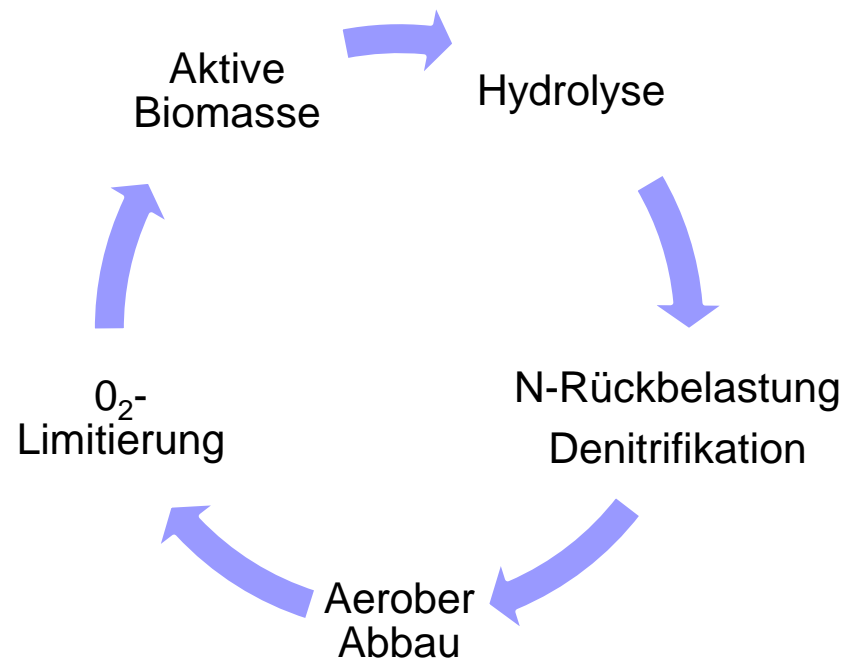 Aktive
Biomasse
Hydrolyse
N-Rückbelastung
Denitrifikation
Aerober
Abbau
0₂-
Limitierung